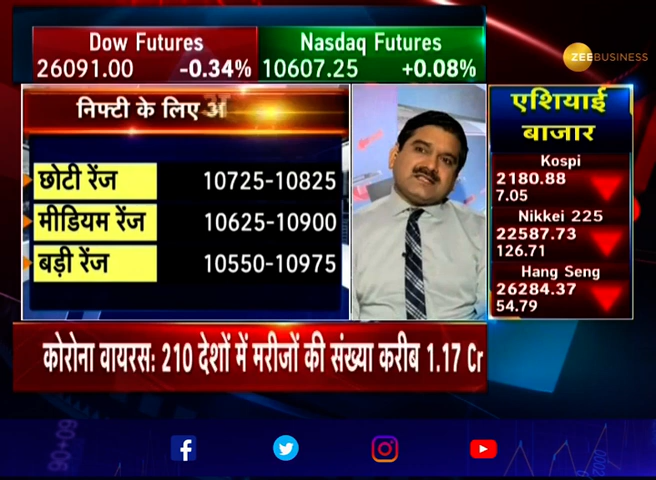 Dow Futures
26091.00 -0.34%
Nasdaq Futures
10607.25 +0.08%
ZEEBUSINESS
निफ्टी के लिए
छोटी रेंज 10725-10825
मीडियम रेंज 10625-10900
बड़ी रेंज 10550-10975
एशियाई
बाजार
Kospi
2180.88
7.05
Nikkei 225
22587.73
126.71
Hang Seng
26284.37
54.79
कोरोना वायरस: 210 देशों में मरीजों की संख्या करीब 1.17 Cr